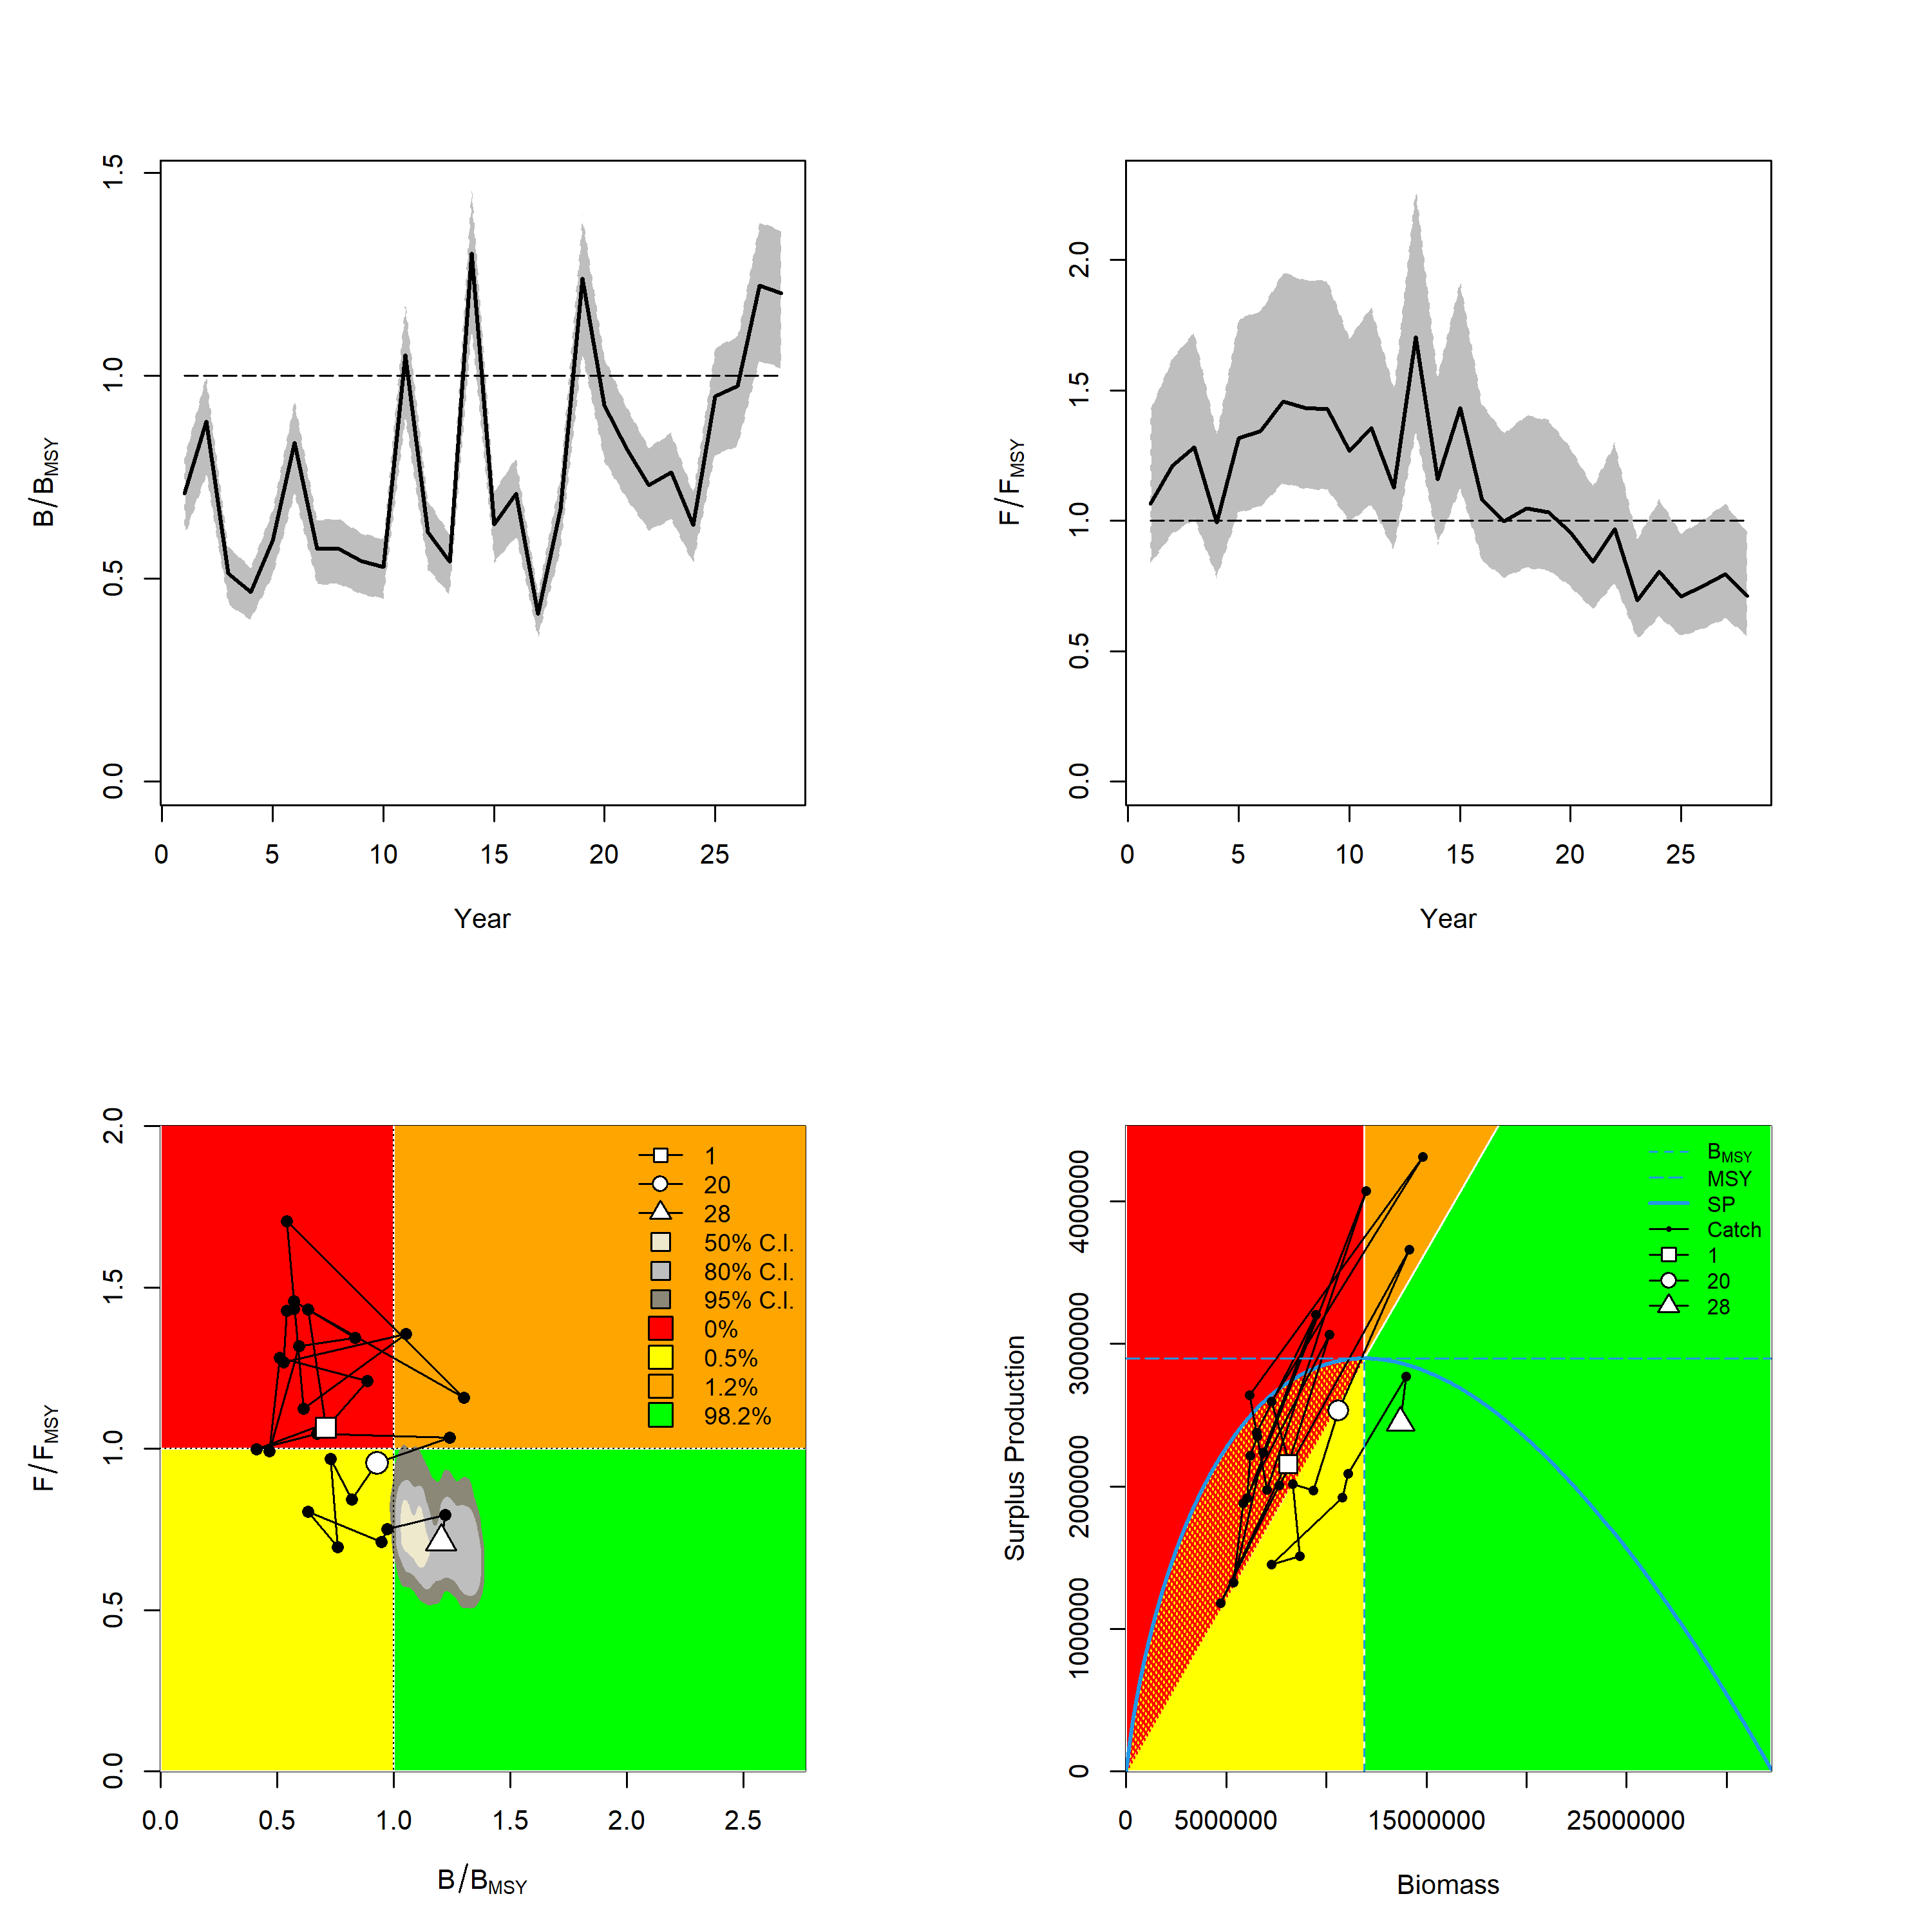 B/BMSY
0.0 0.5 1.0 1.5
0 5 10 15 20 25
Year
F/FMSY
0.0 0.5 1.0 1.5 2.0
0 5 10 15 20 25
Year
F/FMSY
0.0 0.5 1.0 1.5 2.0
1
20
28
50% C.I.
80% C.I.
95% C.I.
0%
0.5%
1.2%
98.2%
0.0 0.5 1.0 1.5 2.0 2.5
B/BMSY
Surplus Production
0 1000000 2000000 3000000 4000000
BMSY
MSY
SP
Catch
1
20
28
0 5000000 15000000 25000000
Biomass